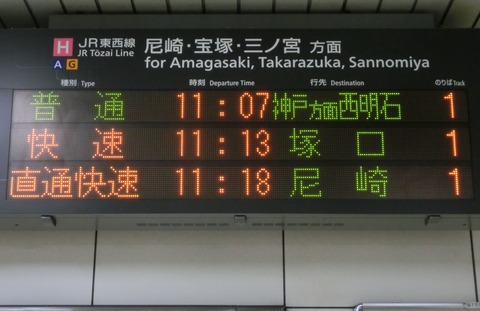 H JR東西線 尼崎・宝塚・三ノ宮 方面
A G JR Tōzai Line for Amagasaki, Takarazuka, Sannomiya
種別 Type 時刻 Departure Time 行先 Destination のりば Track
普通 11:07 神戸方面西明石 1
快速 11:13 塚口 1
直通快速 11:18 尼崎 1